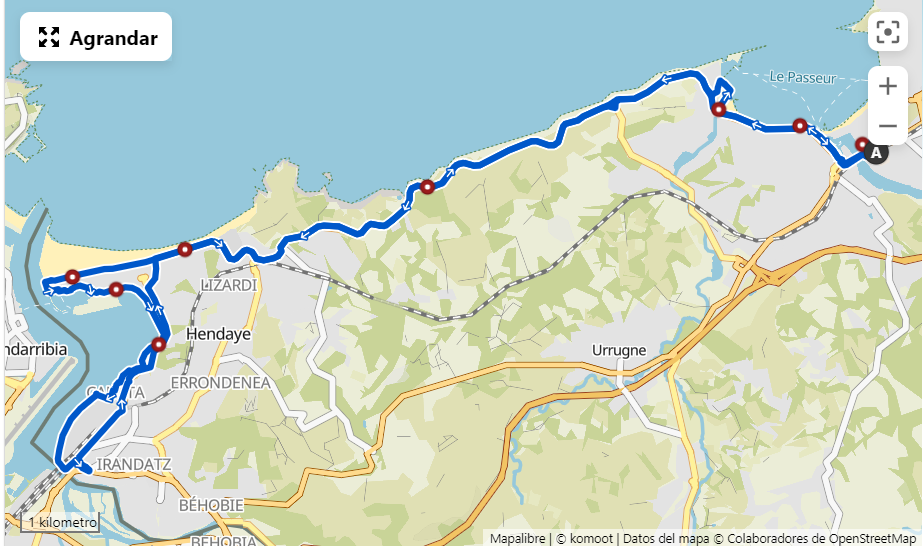 Agrandar
Le Passeur
+
−
A
LIZARDI
Hendaye
ndarribia
Urrugne
ERRONDENEA
IRANDATZ
BÉHOBIE
1 kilometro
BEHOBIA
Mapalibre | © komoot | Datos del mapa © Colaboradores de OpenStreetMap